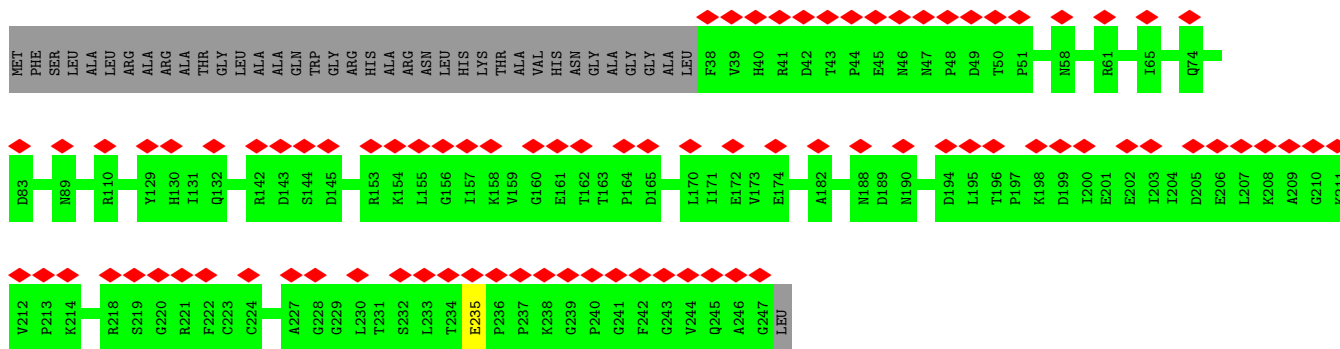 MET PHE SER LEU ALA ALA LEU ARG ALA ARG ALA THR GLY LEU ALA ALA GLN TRP GLY ARG HIS ALA ARG ASN LEU HIS LYS THR ALA VAL HIS ASN GLY ALA GLY GLY ALA LEU F38 V39 H40 R41 D42 T43 P44 E45 N46 N47 P48 D49 T50 P51 N58 R61 I65 Q74
D83 N89 R110 Y129 H130 I131 Q132 R142 D143 S144 D145 R153 K154 L155 G156 I157 K158 V159 G160 E161 T162 T163 P164 D165 L170 I171 E172 V173 E174 A182 N188 D189 N190 D194 L195 T196 P197 K198 D199 I200 E201 E202 I203 I204 D205 E206 L207 K208 A209 G210 K211
V212 P213 K214 R218 S219 G220 R221 F222 C223 C224 A227 G228 G229 L230 T231 S232 L233 T234 E235 P236 P237 K238 G239 P240 G241 F242 G243 V244 Q245 A246 G247 LEU